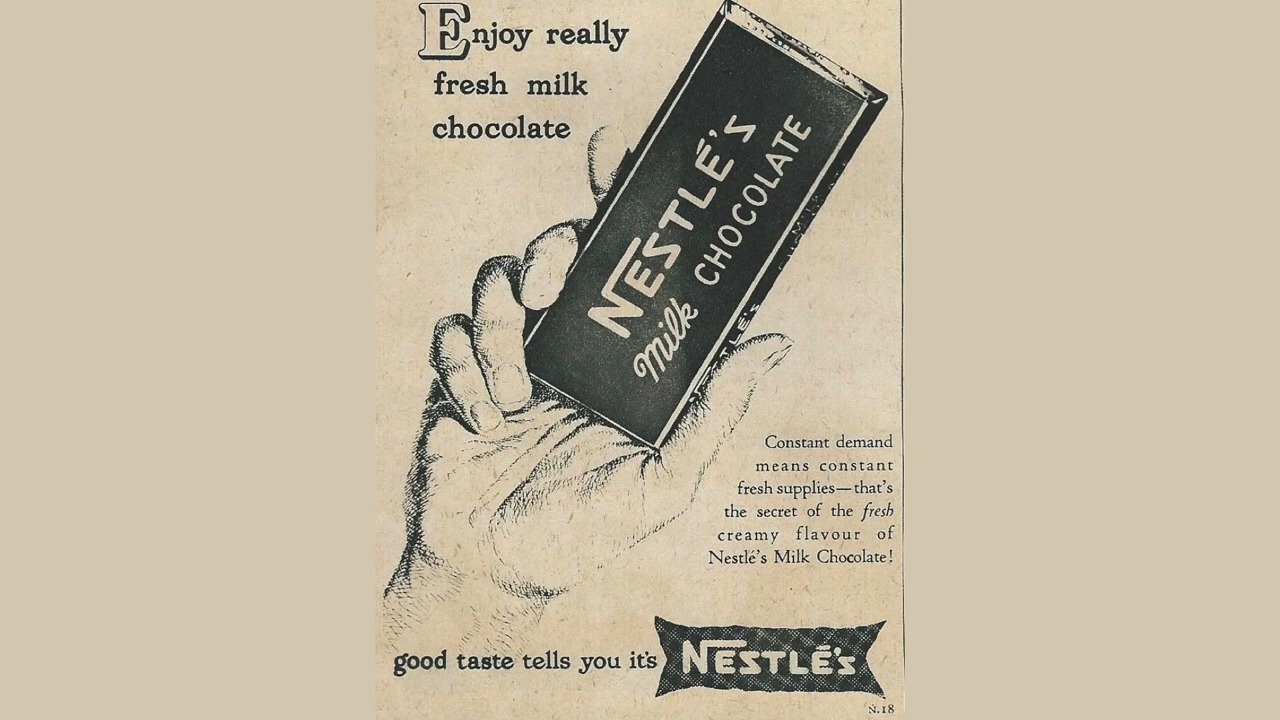 Enjoy really
fresh milk
chocolate
NESTLÉ'S
Milk CHOCOLATE
NESTLÉ'S
Constant demand
means constant
fresh supplies—that's
the secret of the fresh
creamy flavour of
Nestlé's Milk Chocolate!
good taste tells you it's NESTLÉ'S
N.18